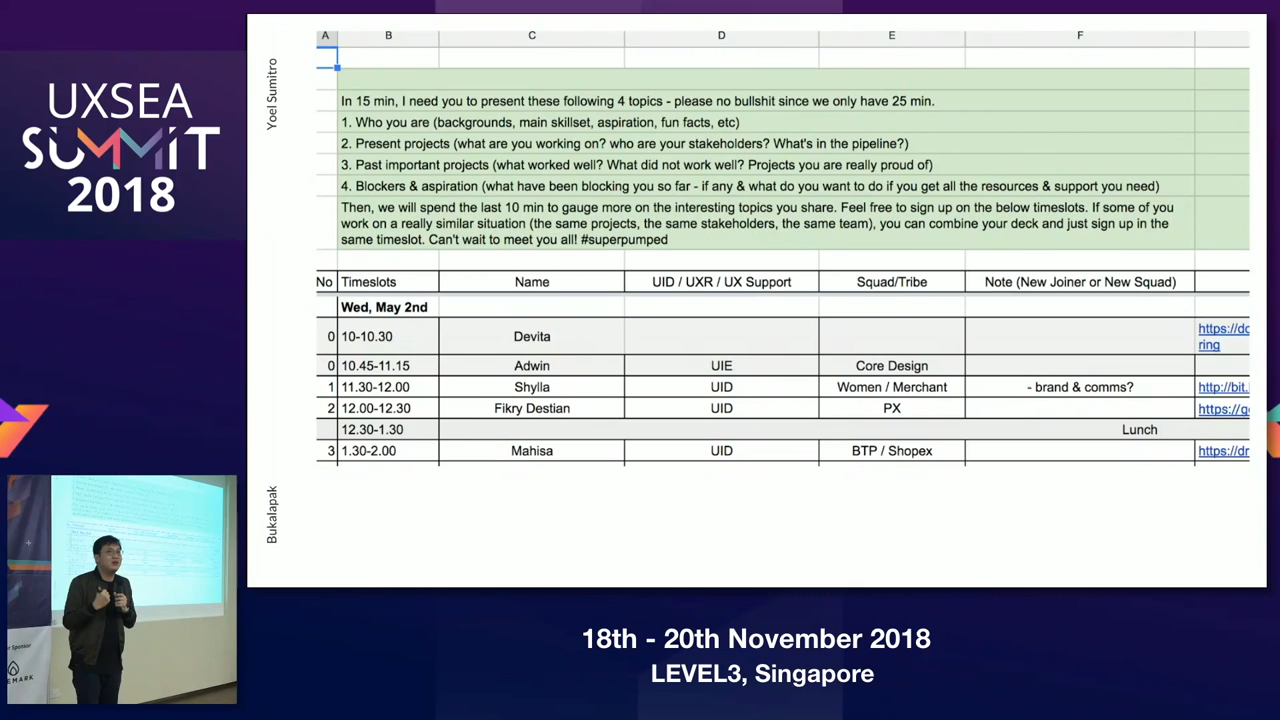 UXSEA
SUMMIT
2018
Yoel Sumitro
Bukalapak
A B C D E F
In 15 min, I need you to present these following 4 topics - please no bullshit since we only have 25 min.
1. Who you are (backgrounds, main skillset, aspiration, fun facts, etc)
2. Present projects (what are you working on? who are your stakeholders? What's in the pipeline?)
3. Past important projects (what worked well? What did not work well? Projects you are really proud of)
4. Blockers & aspiration (what have been blocking you so far - if any & what do you want to do if you get all the resources & support you need)
Then, we will spend the last 10 min to gauge more on the interesting topics you share. Feel free to sign up on the below timeslots. If some of you
work on a really similar situation (the same projects, the same stakeholders, the same team), you can combine your deck and just sign up in the
same timeslot. Can't wait to meet you all! #superpumped
No Timeslots Name UID / UXR / UX Support Squad/Tribe Note (New Joiner or New Squad)
Wed, May 2nd
0 10-10.30 Devita https://do
ring
0 10.45-11.15 Adwin UIE Core Design
1 11.30-12.00 Shylla UID Women / Merchant - brand & comms? http://bit.
2 12.00-12.30 Fikry Destian UID PX https://g
12.30-1.30 Lunch
3 1.30-2.00 Mahisa UID BTP / Shopex https://dr
Sponsor
EMARK
18th - 20th November 2018
LEVEL3, Singapore